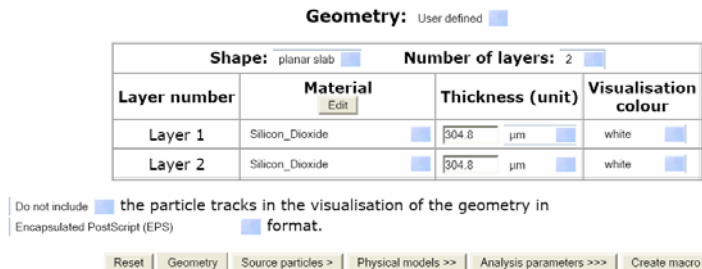 Geometry: User defined
Shape: planar slab Number of layers: 2
Layer number Material Edit Thickness (unit) Visualisation colour
Layer 1 Silicon_Dioxide 304.8 µm white
Layer 2 Silicon_Dioxide 304.8 µm white
Do not include the particle tracks in the visualisation of the geometry in
Encapsulated PostScript (EPS) format.
Reset Geometry Source particles > Physical models >> Analysis parameters >>> Create macro